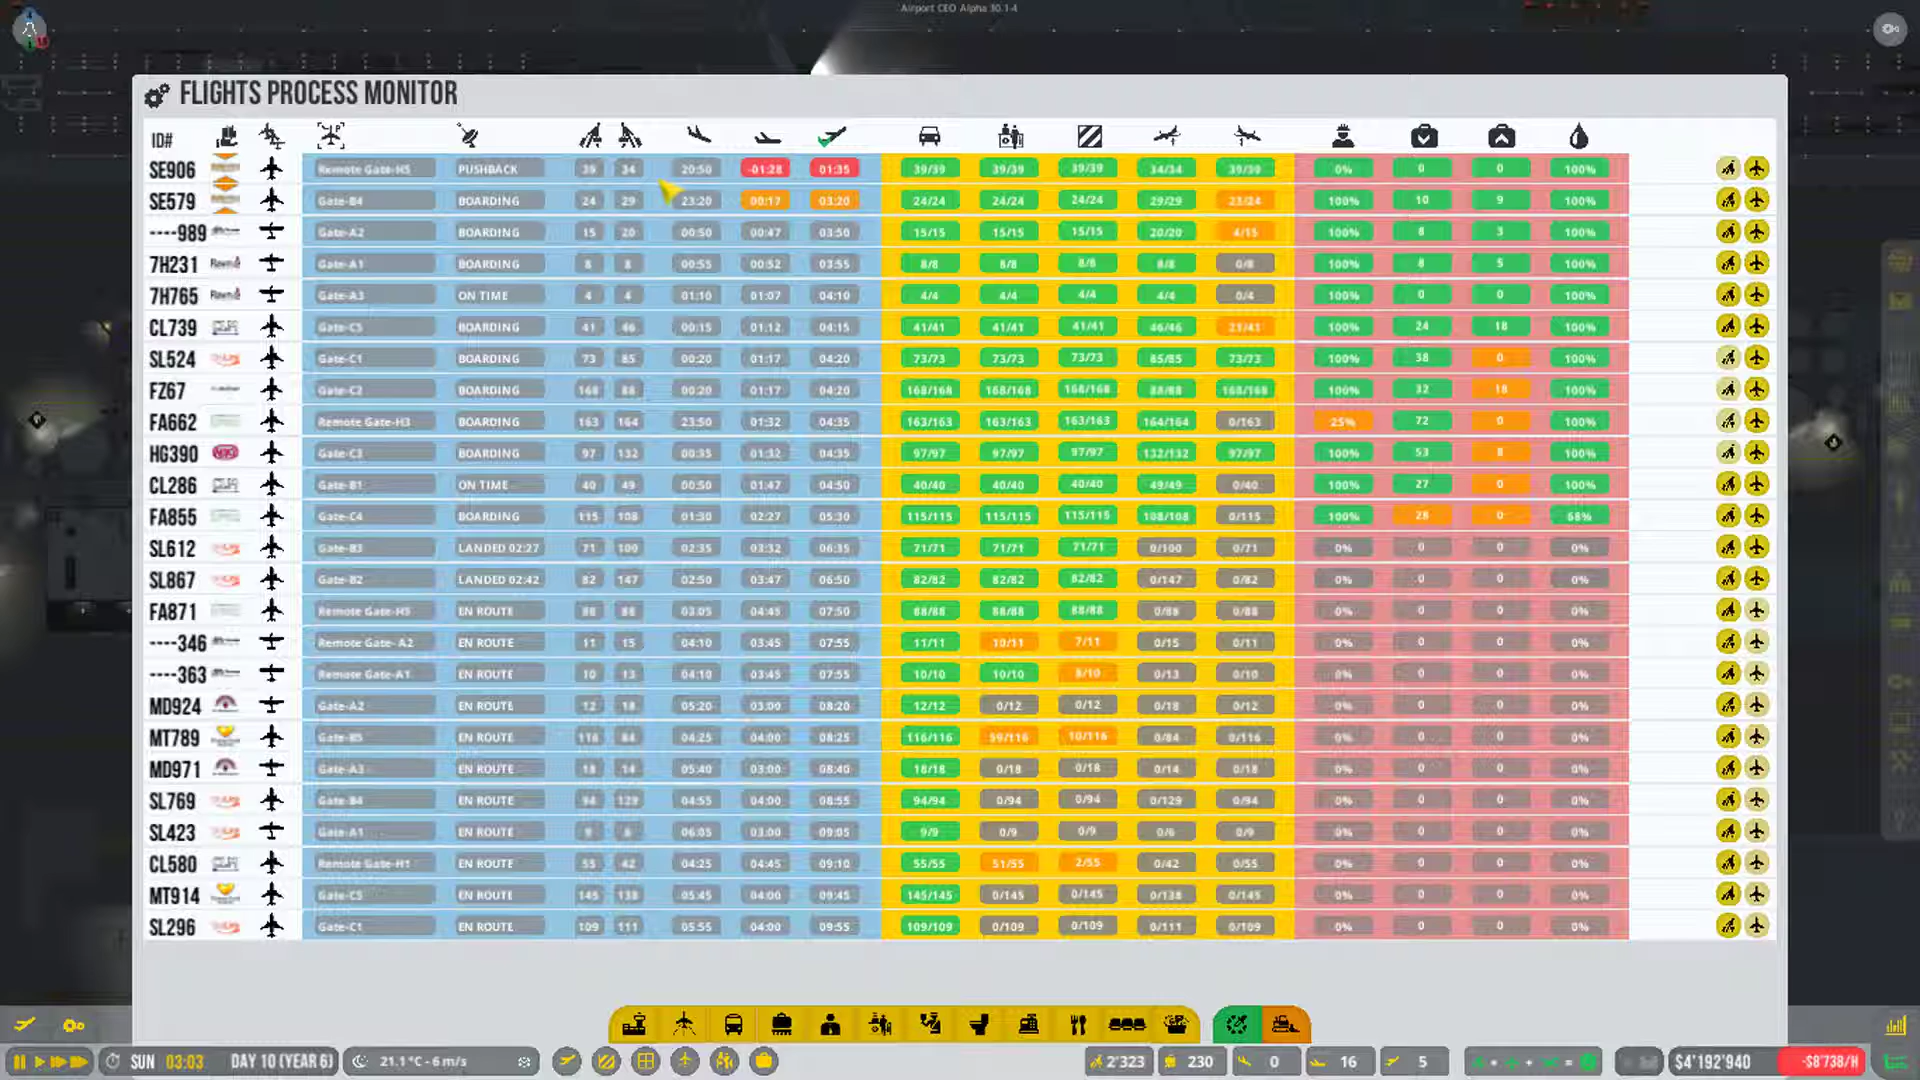 Airport CEO Alpha 30.1-4
FLIGHTS PROCESS MONITOR
ID#
SE906 Remote Gate-H5 PUSHBACK 39 34 20:50 -01:28 01:35 39/39 39/39 39/39 34/34 39/39 0% 0 0 100%
SE579 Gate-B4 BOARDING 24 29 23:20 00:17 03:20 24/24 24/24 24/24 29/29 23/24 100% 10 9 100%
----989 Gate-A2 BOARDING 15 20 00:50 00:47 03:50 15/15 15/15 15/15 20/20 4/15 100% 8 3 100%
7H231 Gate-A1 BOARDING 8 8 00:55 00:52 03:55 8/8 8/8 8/8 8/8 0/8 100% 8 5 100%
7H765 Gate-A3 ON TIME 4 4 01:10 01:07 04:10 4/4 4/4 4/4 4/4 0/4 100% 0 0 100%
CL739 Gate-C5 BOARDING 41 46 00:15 01:12 04:15 41/41 41/41 41/41 46/46 23/41 100% 24 18 100%
SL524 Gate-C1 BOARDING 73 85 00:20 01:17 04:20 73/73 73/73 73/73 85/85 73/73 100% 38 0 100%
FZ67 Gate-C2 BOARDING 168 88 00:20 01:17 04:20 168/168 168/168 168/168 88/88 168/168 100% 32 18 100%
FA662 Remote Gate-H3 BOARDING 163 164 23:50 01:32 04:35 163/163 163/163 163/163 164/164 0/163 25% 72 0 100%
HG390 Gate-C3 BOARDING 97 132 00:35 01:32 04:35 97/97 97/97 97/97 132/132 97/97 100% 53 8 100%
CL286 Gate-B1 ON TIME 40 49 00:50 01:47 04:50 40/40 40/40 40/40 49/49 0/40 100% 27 0 100%
FA855 Gate-C4 BOARDING 115 108 01:30 02:27 05:30 115/115 115/115 115/115 108/108 0/115 100% 28 0 68%
SL612 Gate-B3 LANDED 02:27 71 100 02:35 03:32 06:35 71/71 71/71 71/71 0/100 0/71 0% 0 0 0%
SL867 Gate-B2 LANDED 02:42 82 147 02:50 03:47 06:50 82/82 82/82 82/82 0/147 0/82 0% 0 0 0%
FA871 Remote Gate-H5 EN ROUTE 88 88 03:05 04:45 07:50 88/88 88/88 88/88 0/88 0/88 0% 0 0 0%
----346 Remote Gate- A2 EN ROUTE 11 15 04:10 03:45 07:55 11/11 10/11 7/11 0/15 0/11 0% 0 0 0%
----363 Remote Gate-A1 EN ROUTE 10 13 04:10 03:45 07:55 10/10 10/10 8/10 0/13 0/10 0% 0 0 0%
MD924 Gate-A2 EN ROUTE 12 18 05:20 03:00 08:20 12/12 0/12 0/12 0/18 0/12 0% 0 0 0%
MT789 Gate-B5 EN ROUTE 116 84 04:25 04:00 08:25 116/116 59/116 10/116 0/84 0/116 0% 0 0 0%
MD971 Gate-A3 EN ROUTE 18 14 05:40 03:00 08:40 18/18 0/18 0/18 0/14 0/18 0% 0 0 0%
SL769 Gate-B4 EN ROUTE 94 129 04:55 04:00 08:55 94/94 0/94 0/94 0/129 0/94 0% 0 0 0%
SL423 Gate-A1 EN ROUTE 9 6 06:05 03:00 09:05 9/9 0/9 0/9 0/6 0/9 0% 0 0 0%
CL580 Remote Gate-H1 EN ROUTE 55 42 04:25 04:45 09:10 55/55 51/55 2/55 0/42 0/55 0% 0 0 0%
MT914 Gate-C5 EN ROUTE 145 138 05:45 04:00 09:45 145/145 0/145 0/145 0/138 0/145 0% 0 0 0%
SL296 Gate-C1 EN ROUTE 109 111 05:55 04:00 09:55 109/109 0/109 0/109 0/111 0/109 0% 0 0 0%
SUN 03:03 DAY 10 (YEAR 6) 21.1 °C - 6 m/s 2'323 230 0 16 5 $4'192'940 -$8'738/H